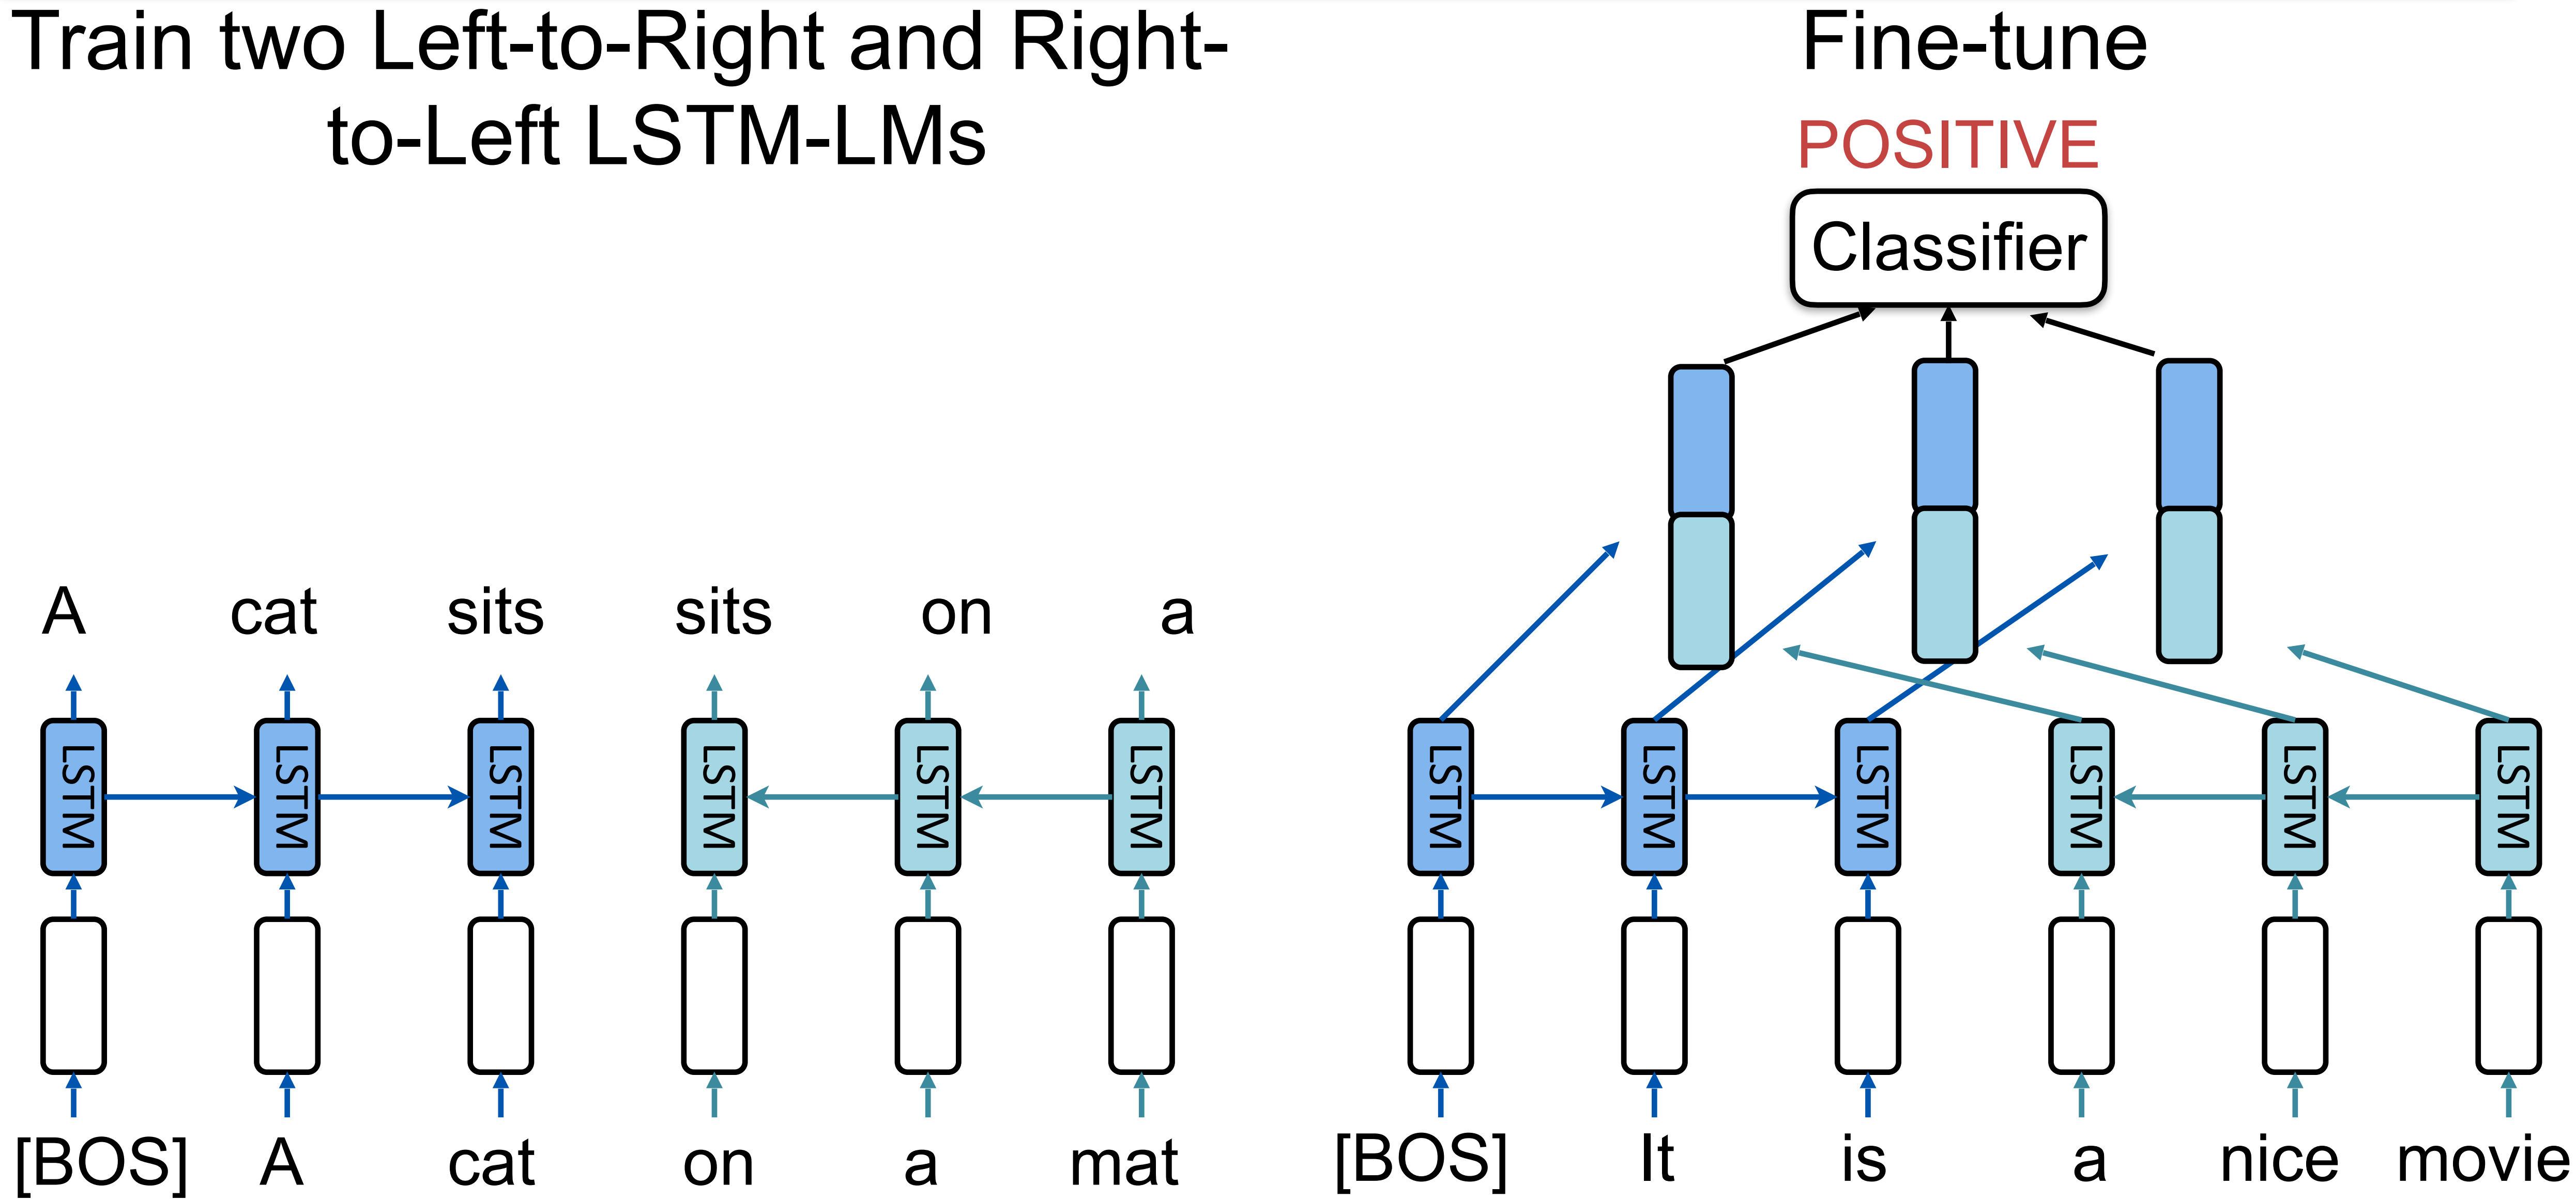 Train two Left-to-Right and Right-
to-Left LSTM-LMs
A cat sits sits on a
LSTM LSTM LSTM LSTM LSTM LSTM
[BOS] A cat on a mat
Fine-tune
POSITIVE
Classifier
LSTM LSTM LSTM LSTM LSTM LSTM
[BOS] It is a nice movie